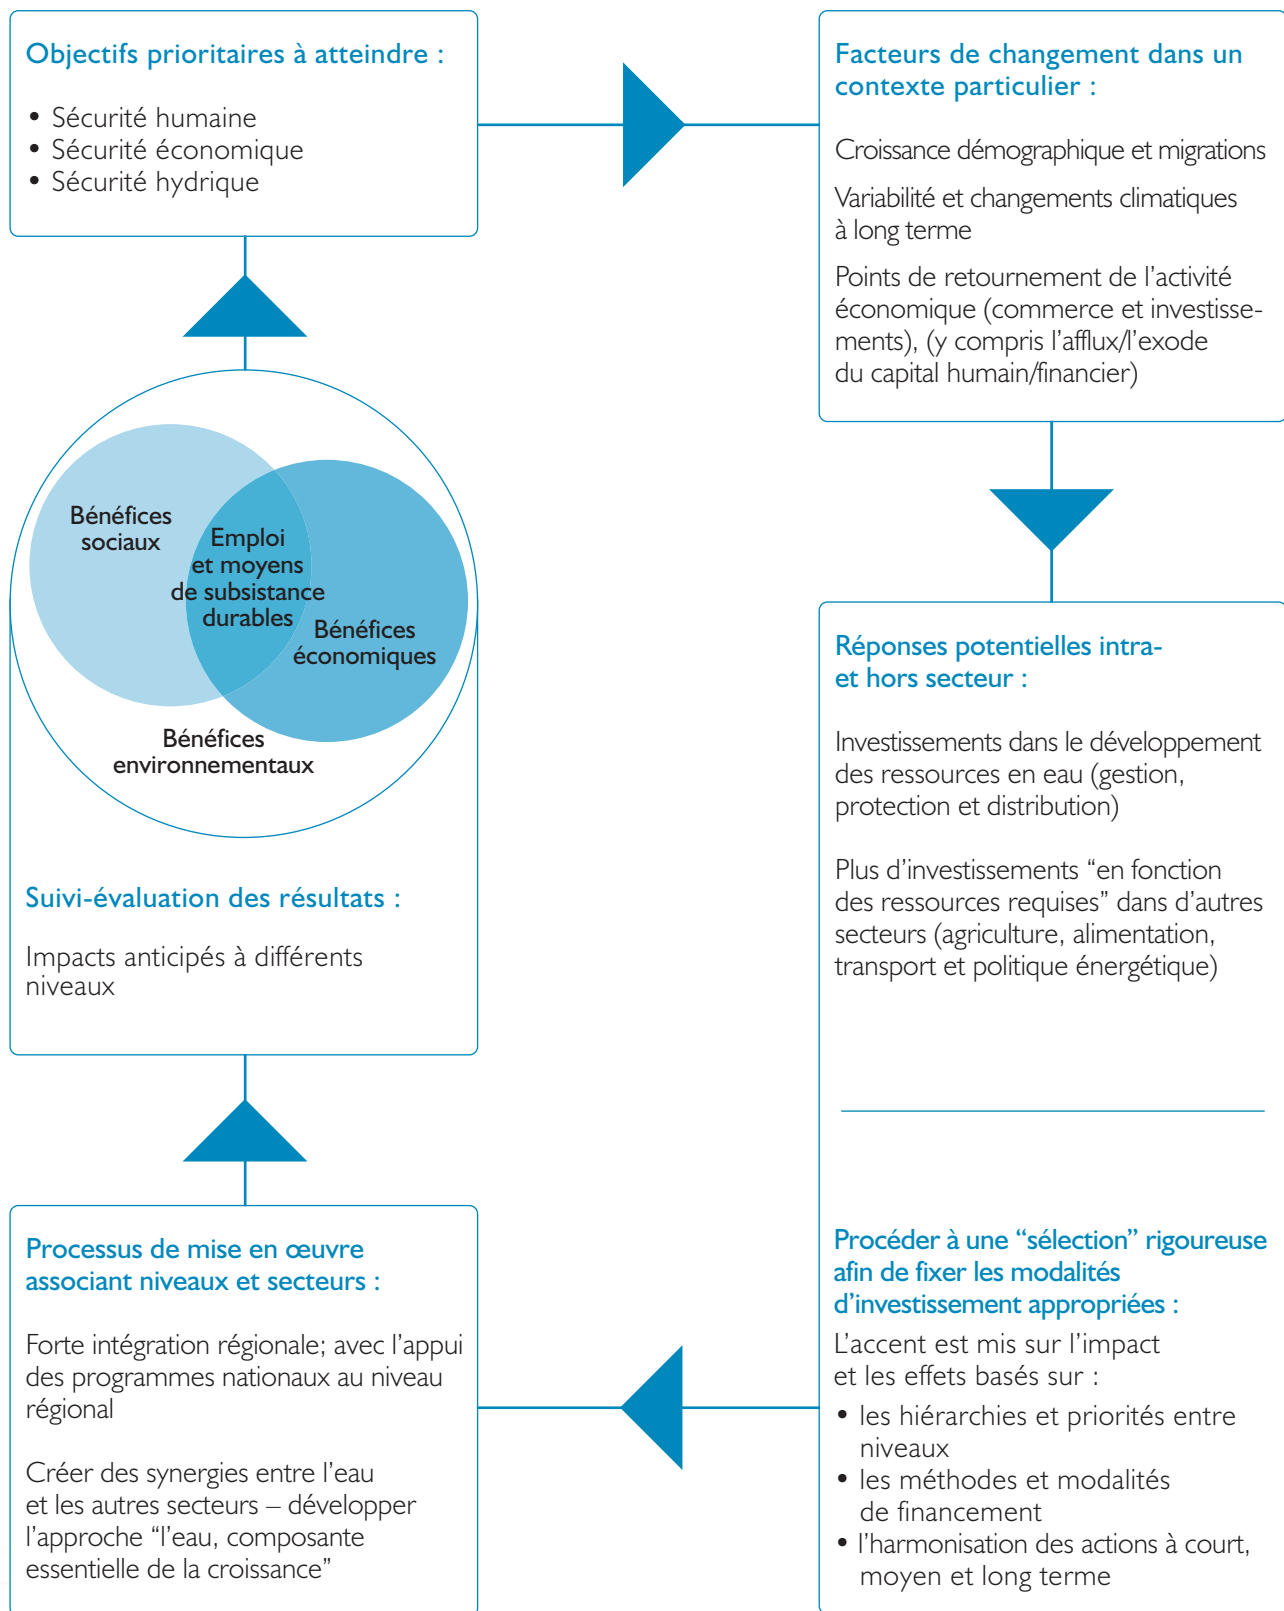 Objectifs prioritaires à atteindre :
• Sécurité humaine
• Sécurité économique
• Sécurité hydrique
Facteurs de changement dans un
contexte particulier :
Croissance démographique et migrations
Variabilité et changements climatiques
à long terme
Points de retournement de l’activité
économique (commerce et investisse-
ments), (y compris l’afflux/l’exode
du capital humain/financier)
Réponses potentielles intra-
et hors secteur :
Investissements dans le développement
des ressources en eau (gestion,
protection et distribution)
Plus d’investissements “en fonction
des ressources requises” dans d’autres
secteurs (agriculture, alimentation,
transport et politique énergétique)
Procéder à une “sélection” rigoureuse
afin de fixer les modalités
d’investissement appropriées :
L’accent est mis sur l’impact
et les effets basés sur :
• les hiérarchies et priorités entre
niveaux
• les méthodes et modalités
de financement
• l’harmonisation des actions à court,
moyen et long terme
Processus de mise en œuvre
associant niveaux et secteurs :
Forte intégration régionale; avec l’appui
des programmes nationaux au niveau
régional
Créer des synergies entre l’eau
et les autres secteurs – développer
l’approche “l’eau, composante
essentielle de la croissance”
Bénéfices
sociaux
Emploi
et moyens
de subsistance
durables
Bénéfices
économiques
Bénéfices
environnementaux
Suivi-évaluation des résultats :
Impacts anticipés à différents
niveaux